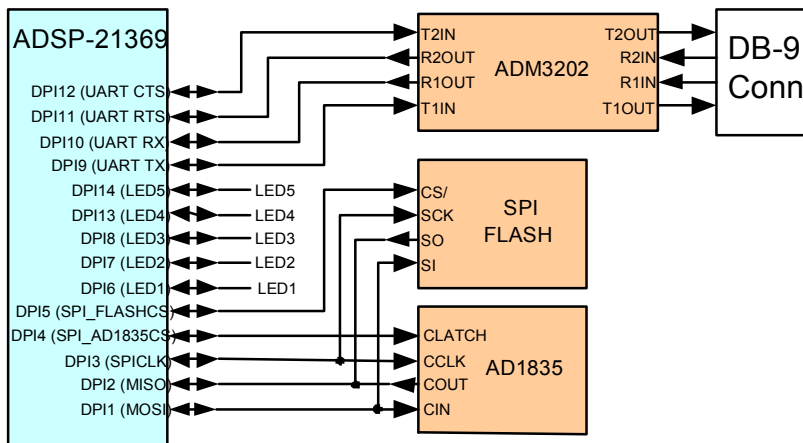 ADSP-21369
DPI12 (UART CTS)
DPI11 (UART RTS)
DPI10 (UART RX)
DPI9 (UART TX)
DPI14 (LED5)
DPI13 (LED4)
DPI8 (LED3)
DPI7 (LED2)
DPI6 (LED1)
DPI5 (SPI_FLASHCS)
DPI4 (SPI_AD1835CS)
DPI3 (SPICLK)
DPI2 (MISO)
DPI1 (MOSI)
LED5
LED4
LED3
LED2
LED1
T2IN
R2OUT
R1OUT
T1IN
ADM3202
T2OUT
R2IN
R1IN
T1OUT
DB-9
Conn
CS/
SCK
SO
SI
SPI
FLASH
CLATCH
CCLK
COUT
CIN
AD1835